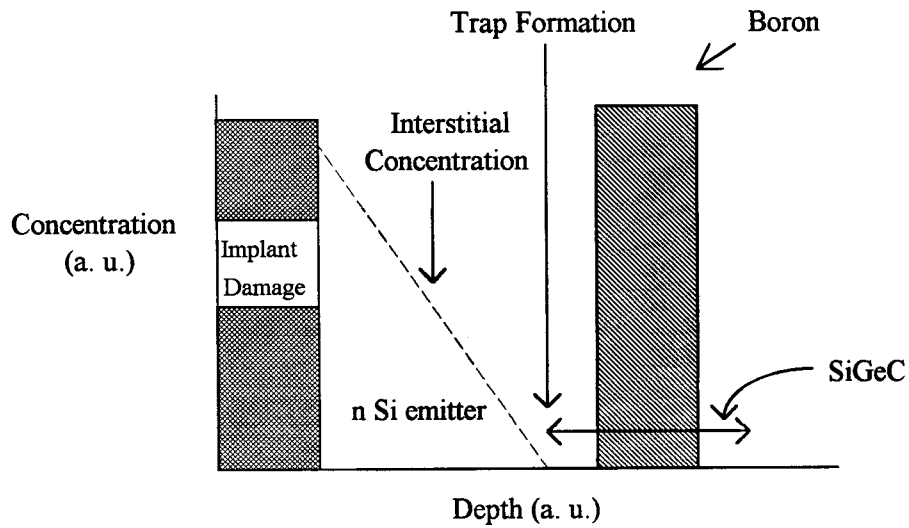 Trap Formation
Boron
Interstitial
Concentration
Concentration
(a. u.)
Implant
Damage
SiGeC
n Si emitter
Depth (a. u.)